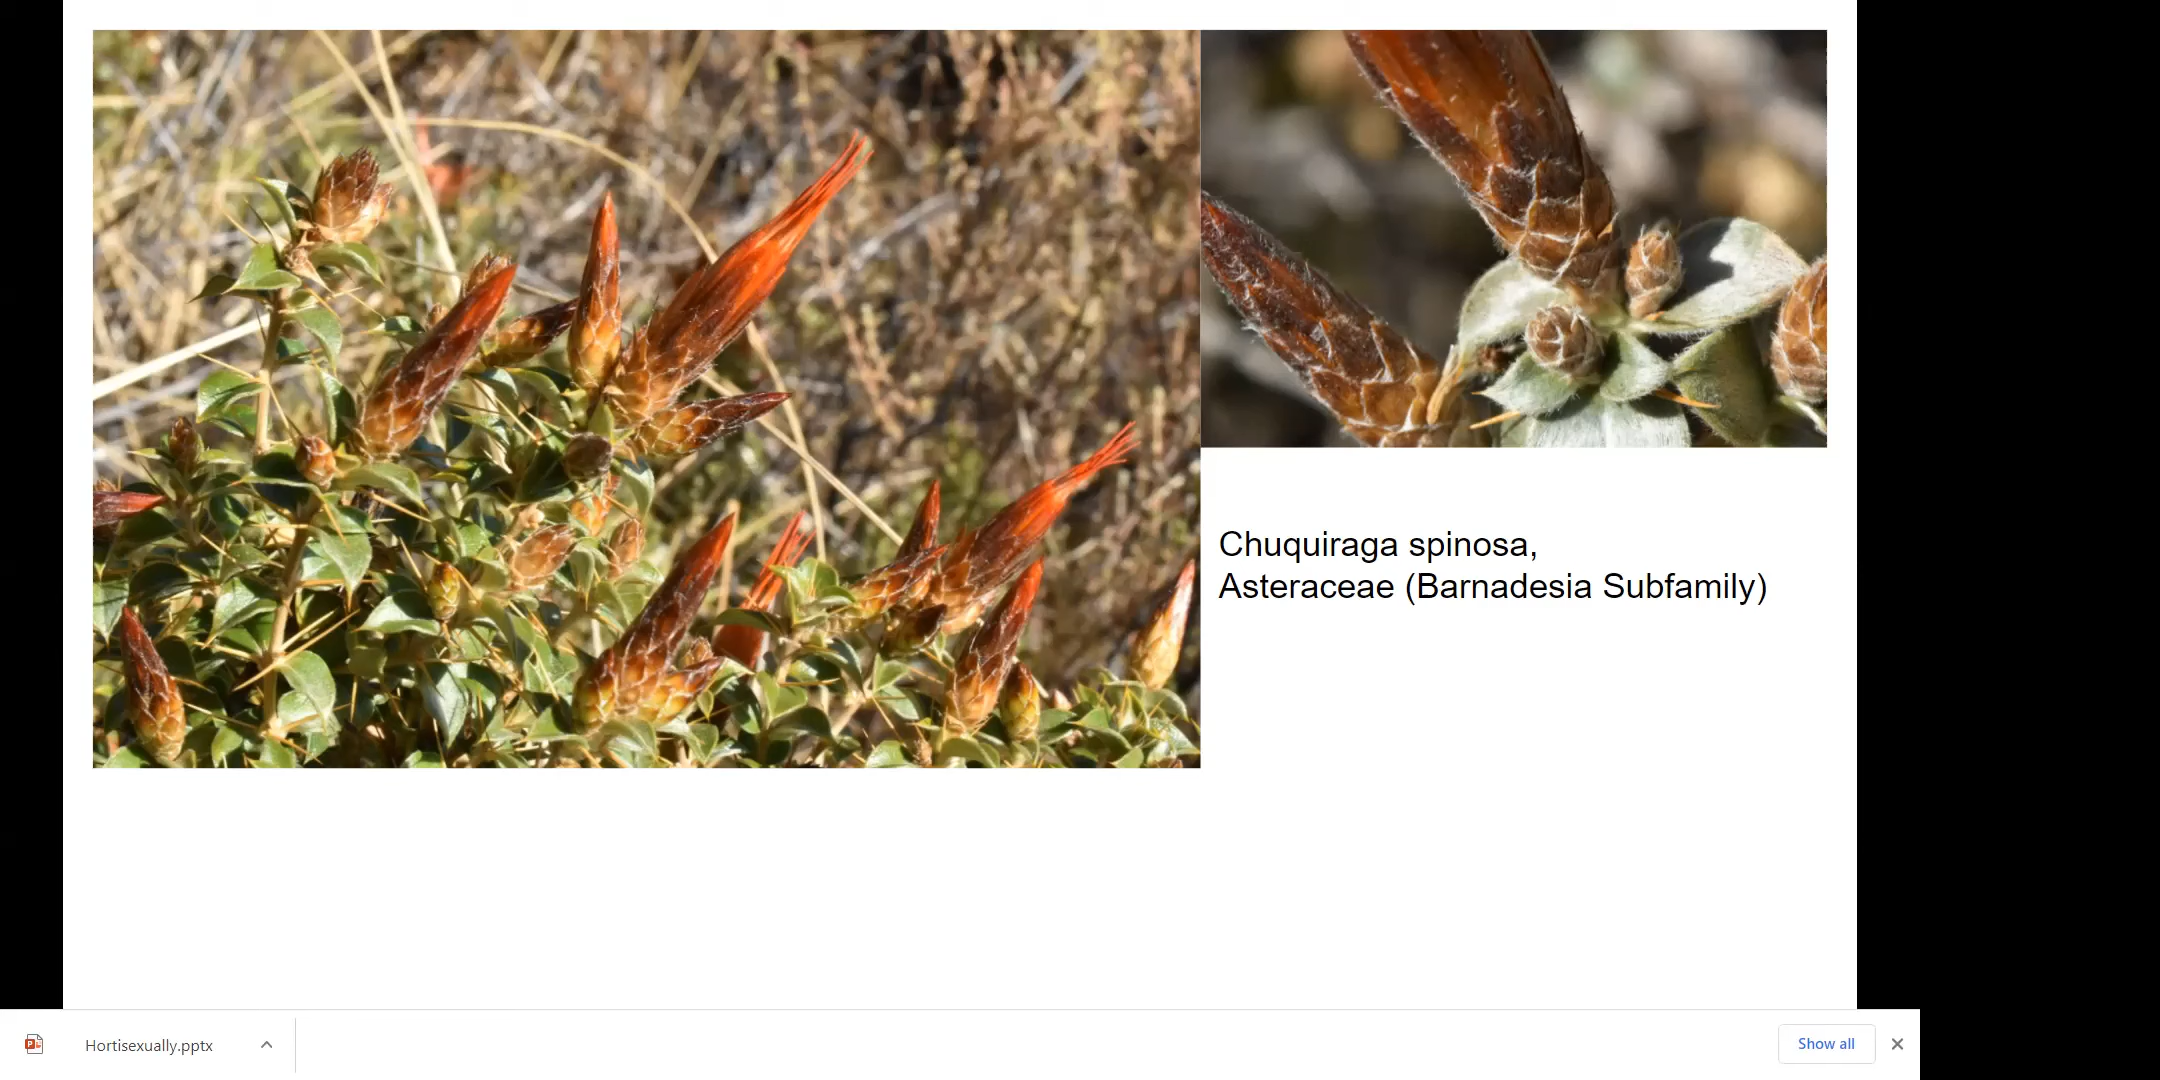 Chuquiraga spinosa,
Asteraceae (Barnadesia Subfamily)
Hortisexually.pptx
Show all